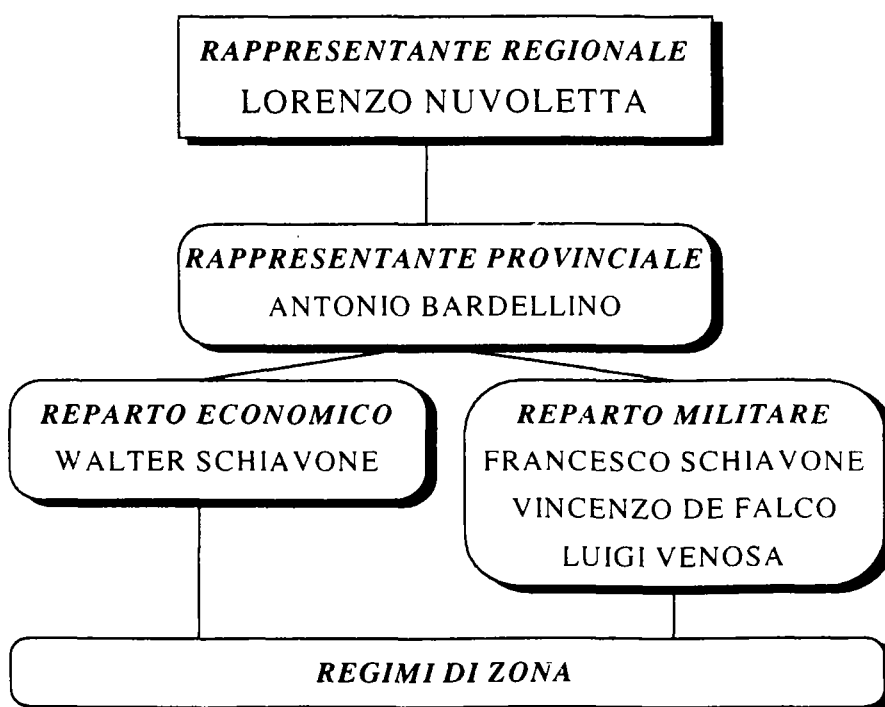 RAPPRESENTANTE REGIONALE
LORENZO NUVOLETTA
RAPPRESENTANTE PROVINCIALE
ANTONIO BARDELLINO
REPARTO ECONOMICO
WALTER SCHIAVONE
REPARTO MILITARE
FRANCESCO SCHIAVONE
VINCENZO DE FALCO
LUIGI VENOSA
REGIMI DI ZONA